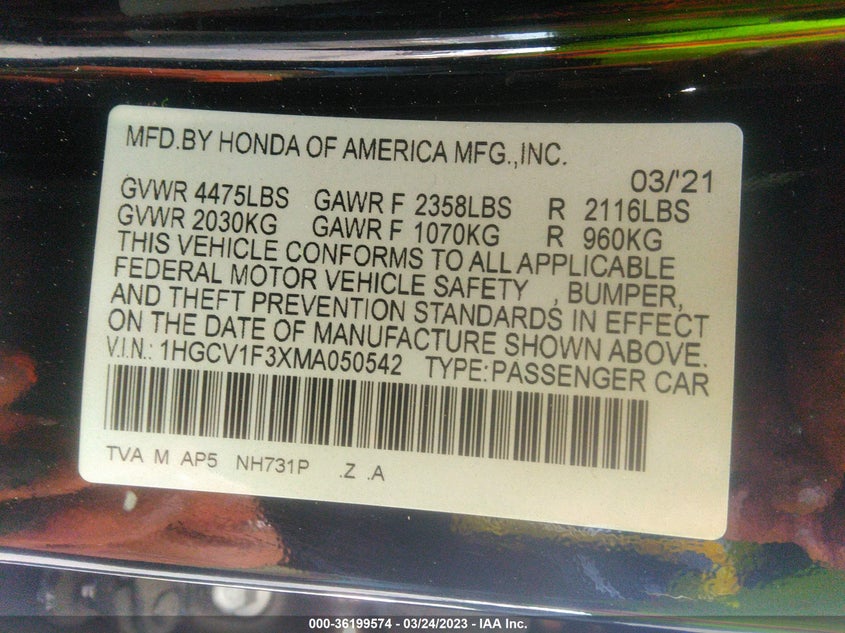 MFD.BY HONDA OF AMERICA MFG.,INC.
03/'21
GVWR 4475LBS GAWR F 2358LBS R 2116LBS
GVWR 2030KG GAWR F 1070KG R 960KG
THIS VEHICLE CONFORMS TO ALL APPLICABLE
FEDERAL MOTOR VEHICLE SAFETY , BUMPER,
AND THEFT PREVENTION STANDARDS IN EFFECT
ON THE DATE OF MANUFACTURE SHOWN ABOVE.
V.I.N.: 1HGCV1F3XMA050542 TYPE:PASSENGER CAR
TVA M AP5 NH731P .Z .A
000-36199574 — 03/24/2023 — IAA Inc.